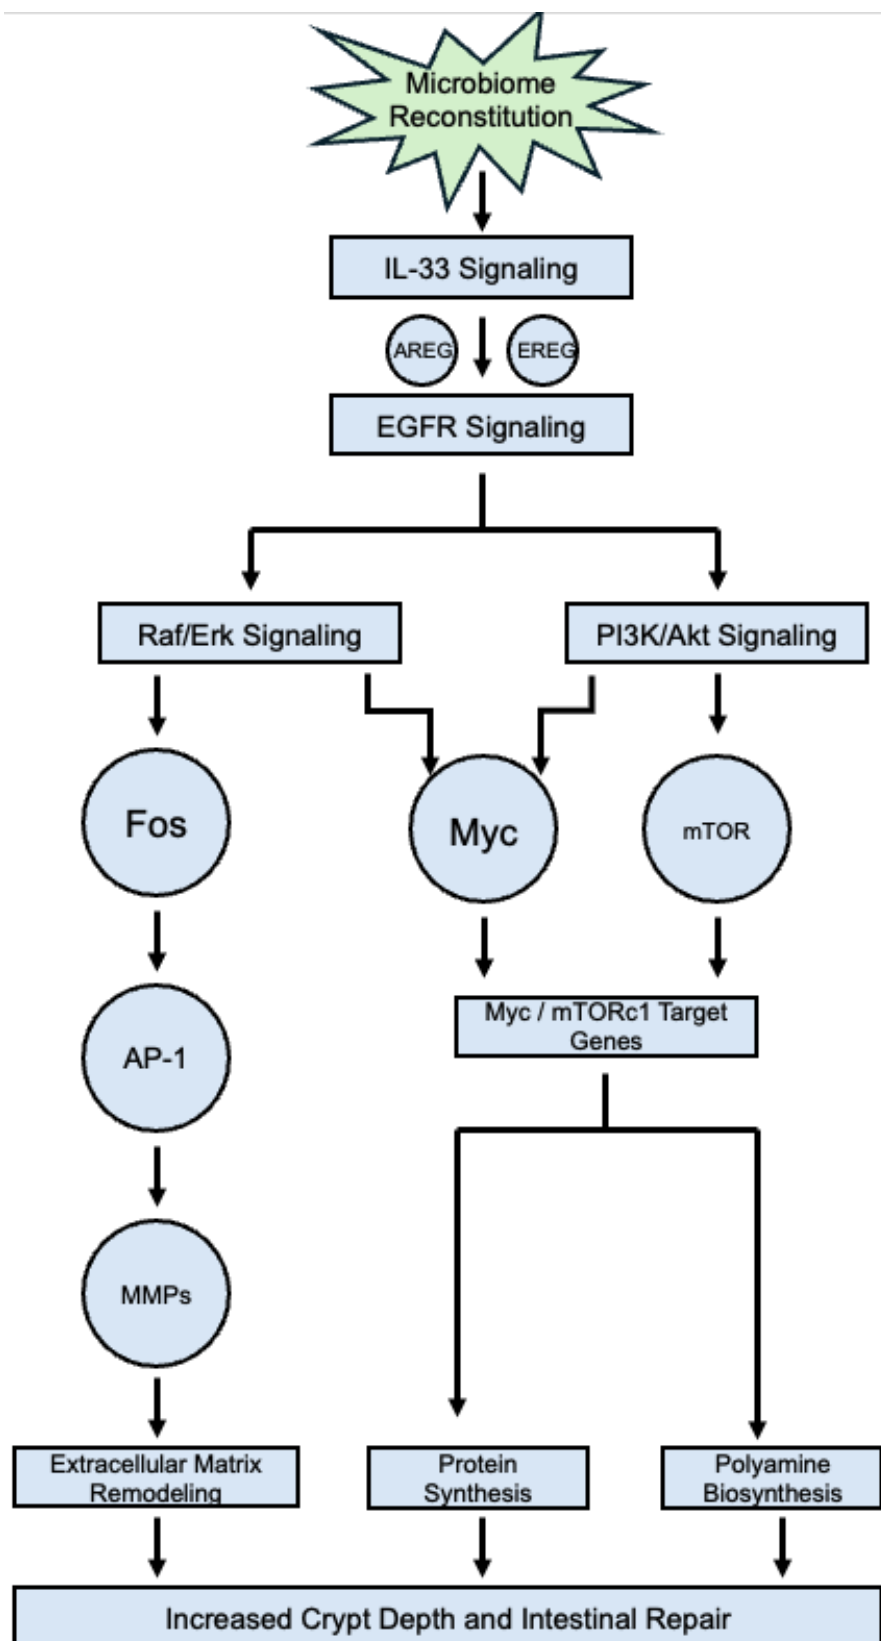 Microbiome
Reconstitution
IL-33 Signaling
AREG
EREG
EGFR Signaling
Raf/Erk Signaling
PI3K/Akt Signaling
Fos
Myc
mTOR
AP-1
Myc / mTORc1 Target
Genes
MMPs
Extracellular Matrix
Remodeling
Protein
Synthesis
Polyamine
Biosynthesis
Increased Crypt Depth and Intestinal Repair